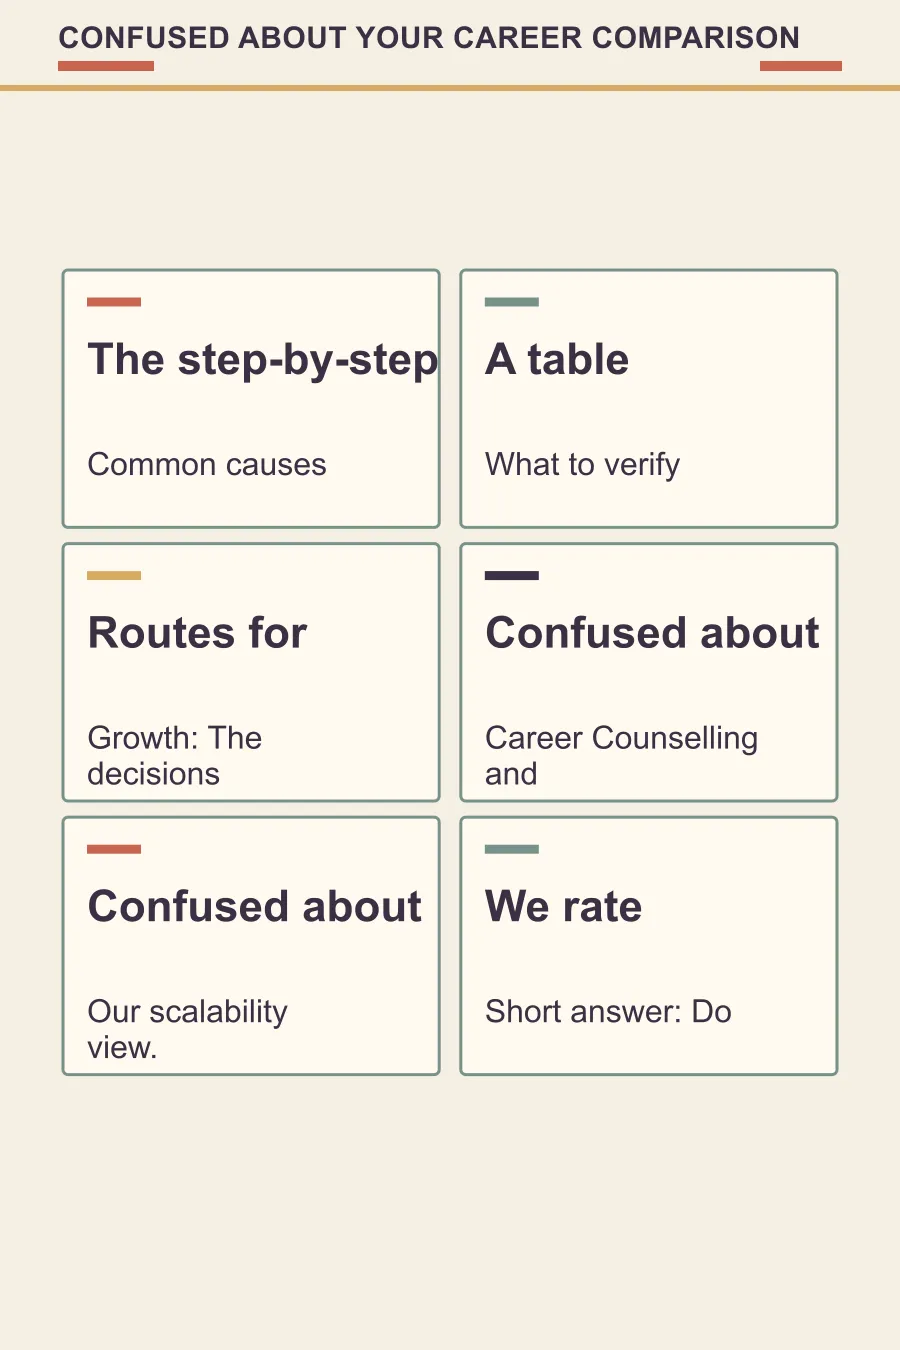 CONFUSED ABOUT YOUR CAREER COMPARISON
The step-by-step
Common causes
A table
What to verify
Routes for
Growth: The
decisions
Confused about
Career Counselling
and
Confused about
Our scalability
view.
We rate
Short answer: Do